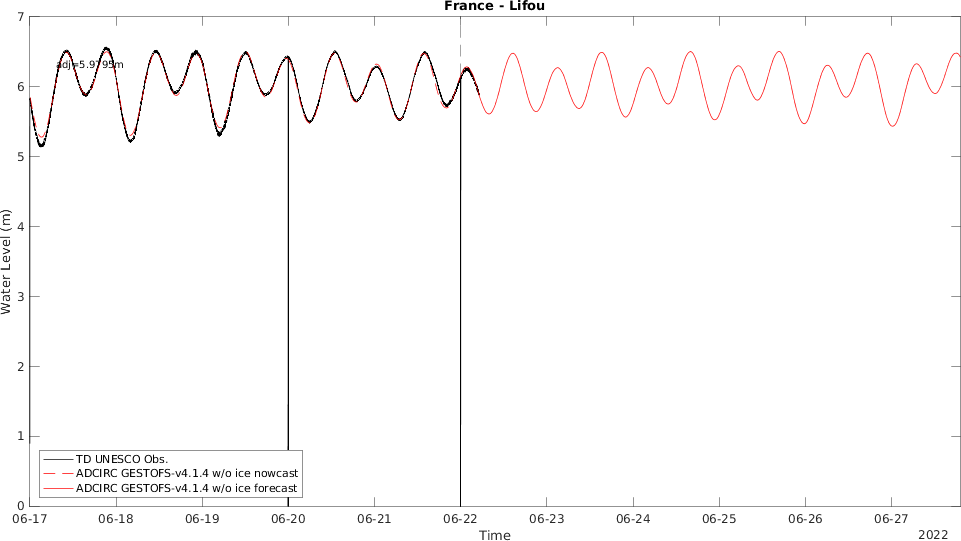 France - Lifou
adj=5.9795m
7
6
5
4
3
2
1
0
Water Level (m)
TD UNESCO Obs.
ADCIRC GESTOFS-v4.1.4 w/o ice nowcast
ADCIRC GESTOFS-v4.1.4 w/o ice forecast
06-17 06-18 06-19 06-20 06-21 06-22 06-23 06-24 06-25 06-26 06-27
Time
2022